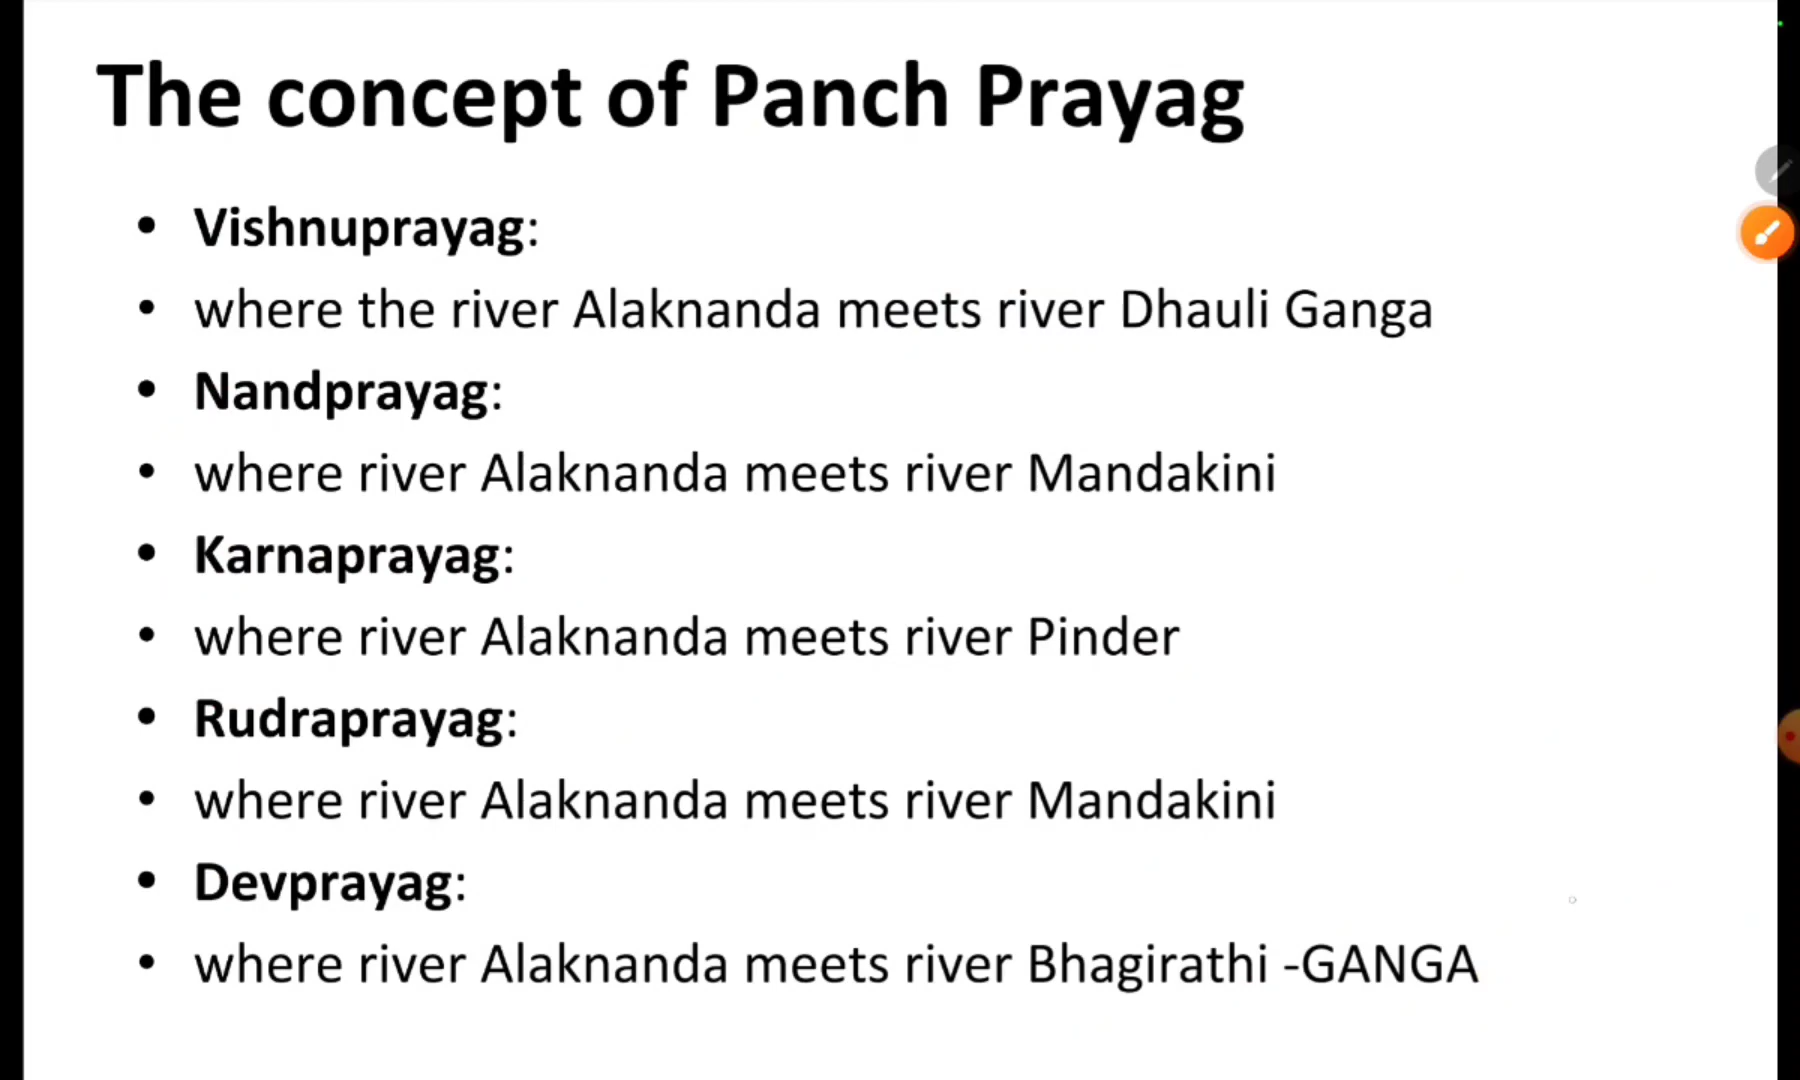 The concept of Panch Prayag
• Vishnuprayag:
• where the river Alaknanda meets river Dhauli Ganga
• Nandprayag:
• where river Alaknanda meets river Mandakini
• Karnaprayag:
• where river Alaknanda meets river Pinder
• Rudraprayag:
• where river Alaknanda meets river Mandakini
• Devprayag:
• where river Alaknanda meets river Bhagirathi -GANGA